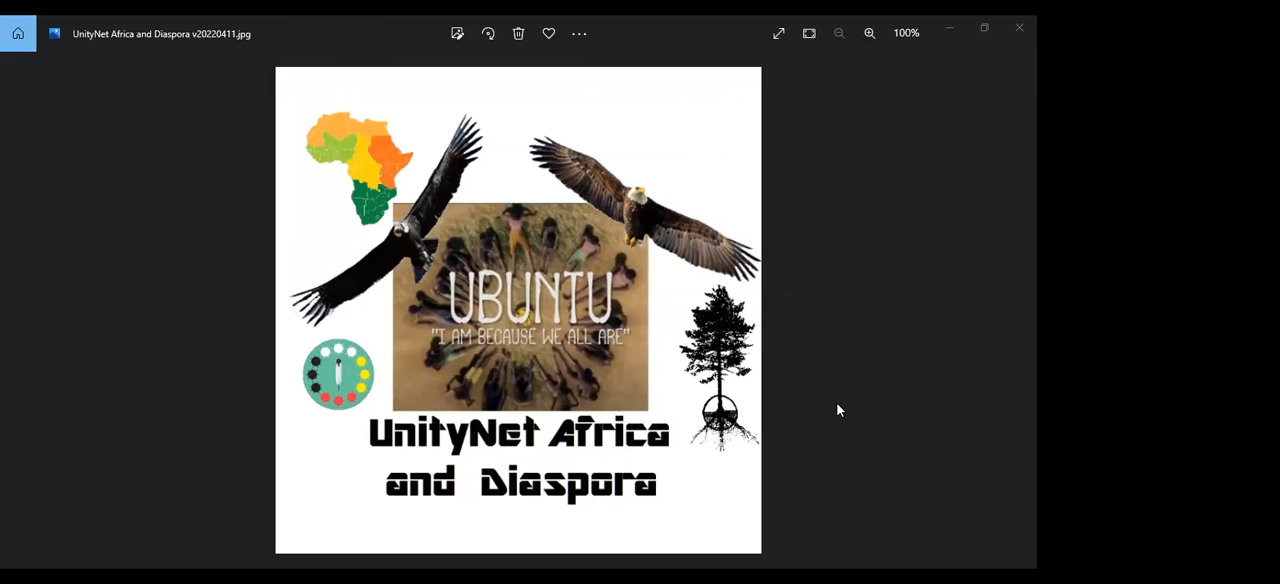 UnityNet Africa and Diaspora v20220411.jpg
100%
UBUNTU
"I AM BECAUSE WE ALL ARE"
UnityNet Africa
and Diaspora